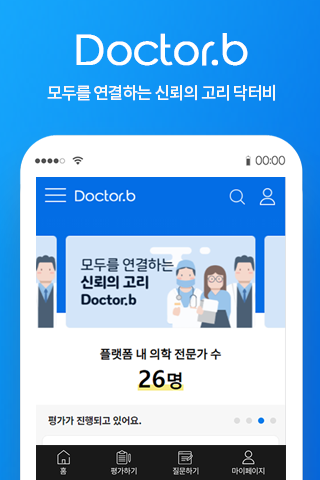 Doctor.b
모두를 연결하는 신뢰의 고리 닥터비
00:00
Doctor.b
모두를 연결하는
신뢰의 고리
Doctor.b
플랫폼 내 의학 전문가 수
26명
평가가 진행되고 있어요.
홈 평가하기 질문하기 마이페이지